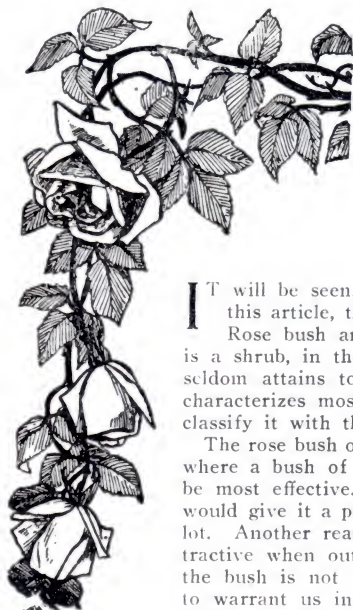 IT will be seen,
this article, t
Rose bush ar
is a shrub, in th
seldom attains to
characterizes mos
classify it with th
The rose bush o
where a bush of
be most effective.
would give it a p
lot. Another rea
tractive when out
the bush is not
to warrant us in